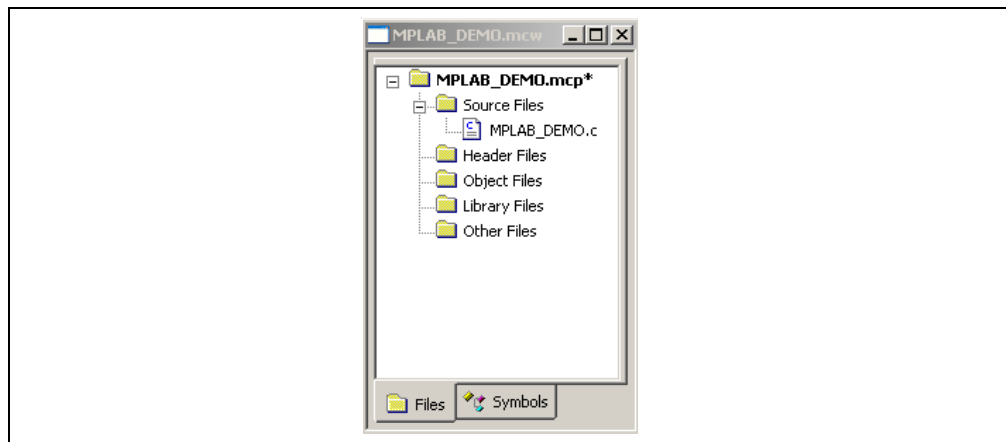 MPLAB_DEMO.mcw
MPLAB_DEMO.mcp*
Source Files
MPLAB_DEMO.c
Header Files
Object Files
Library Files
Other Files
Files
Symbols